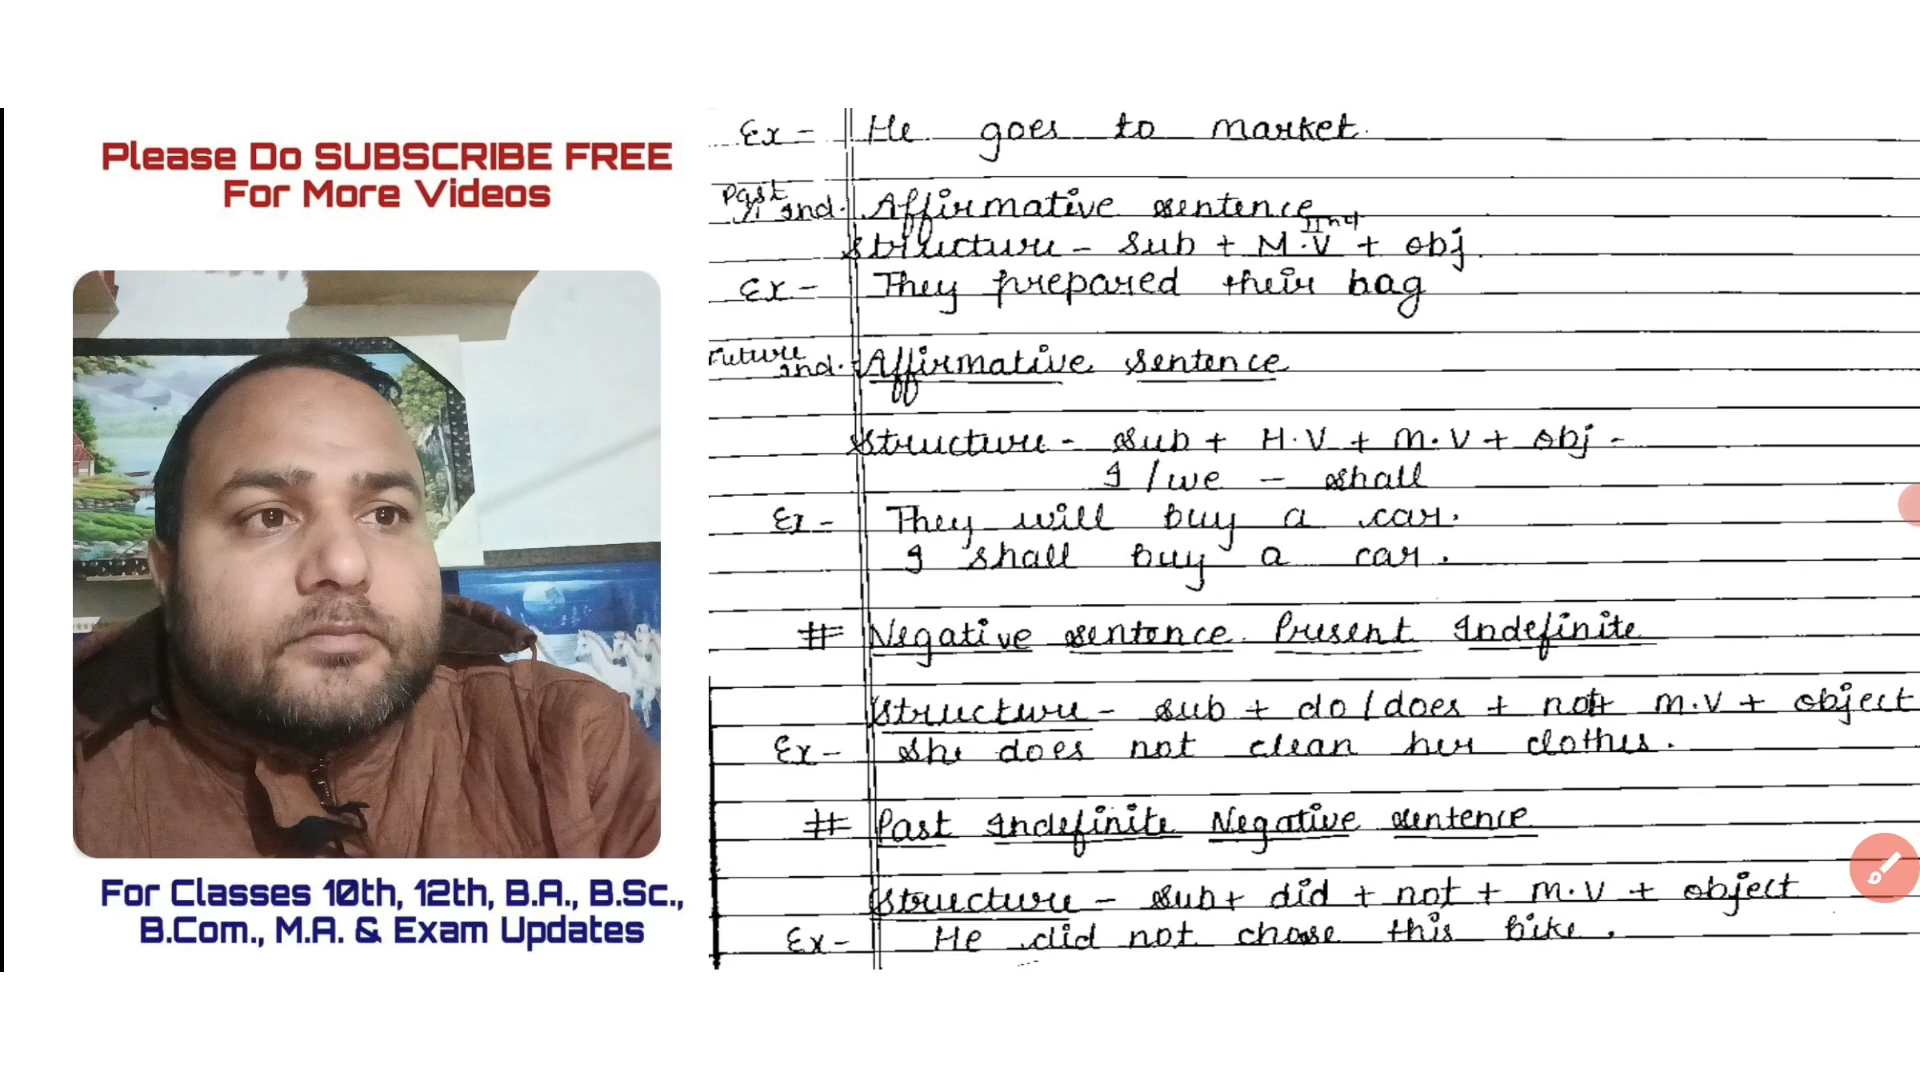 Please Do SUBSCRIBE FREE
For More Videos
For Classes 10th, 12th, B.A., B.Sc.,
B.Com., M.A. & Exam Updates
Ex = He goes to market.
Past Ind. Affirmative sentence
Structure - Sub + M.V IInd + obj.
Ex - They prepared their bag
Future Ind. Affirmative Sentence
Structure - Sub + H.V + M.V + obj -
I / we - shall
Ex - They will buy a car.
I shall buy a car.
# Negative sentence Present Indefinite
Structure - sub + do / does + not + M.V + object
Ex - She does not clean her clothes.
# Past Indefinite Negative sentence
Structure - sub + did + not + M.V + object
Ex - He did not choose this bike.